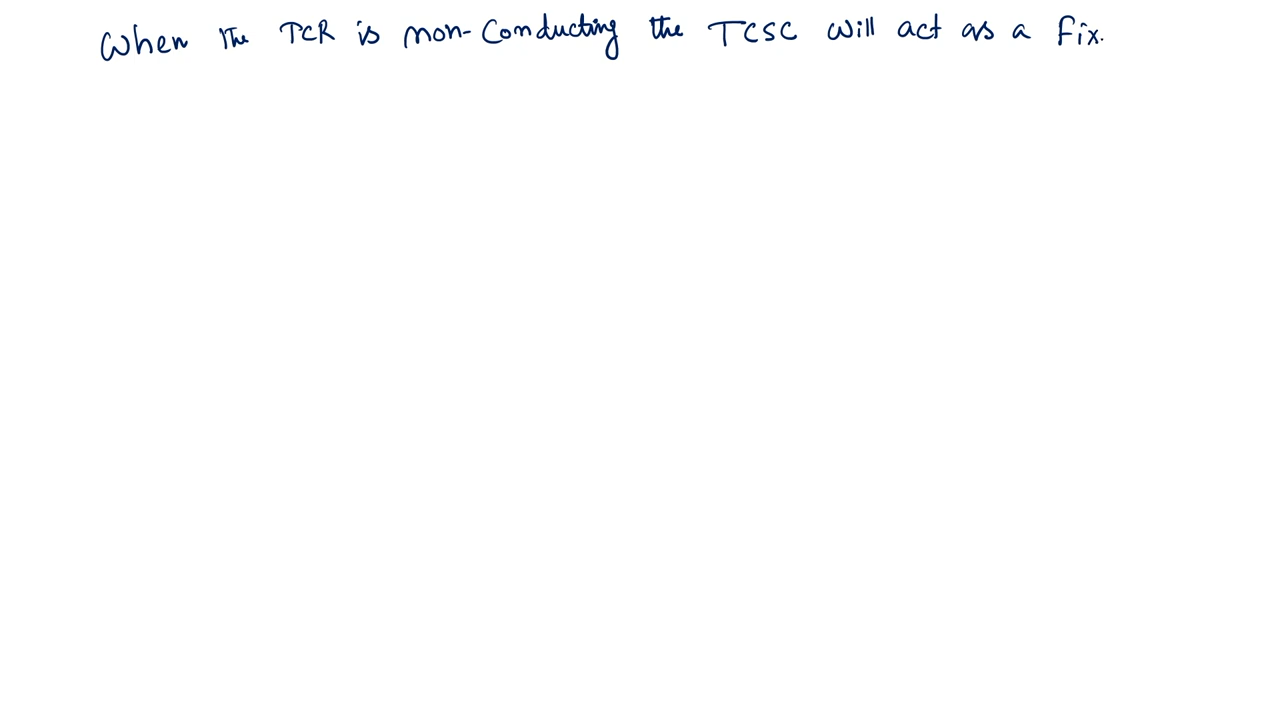 When the TCR is non-Conducting the TCSC will act as a fix.